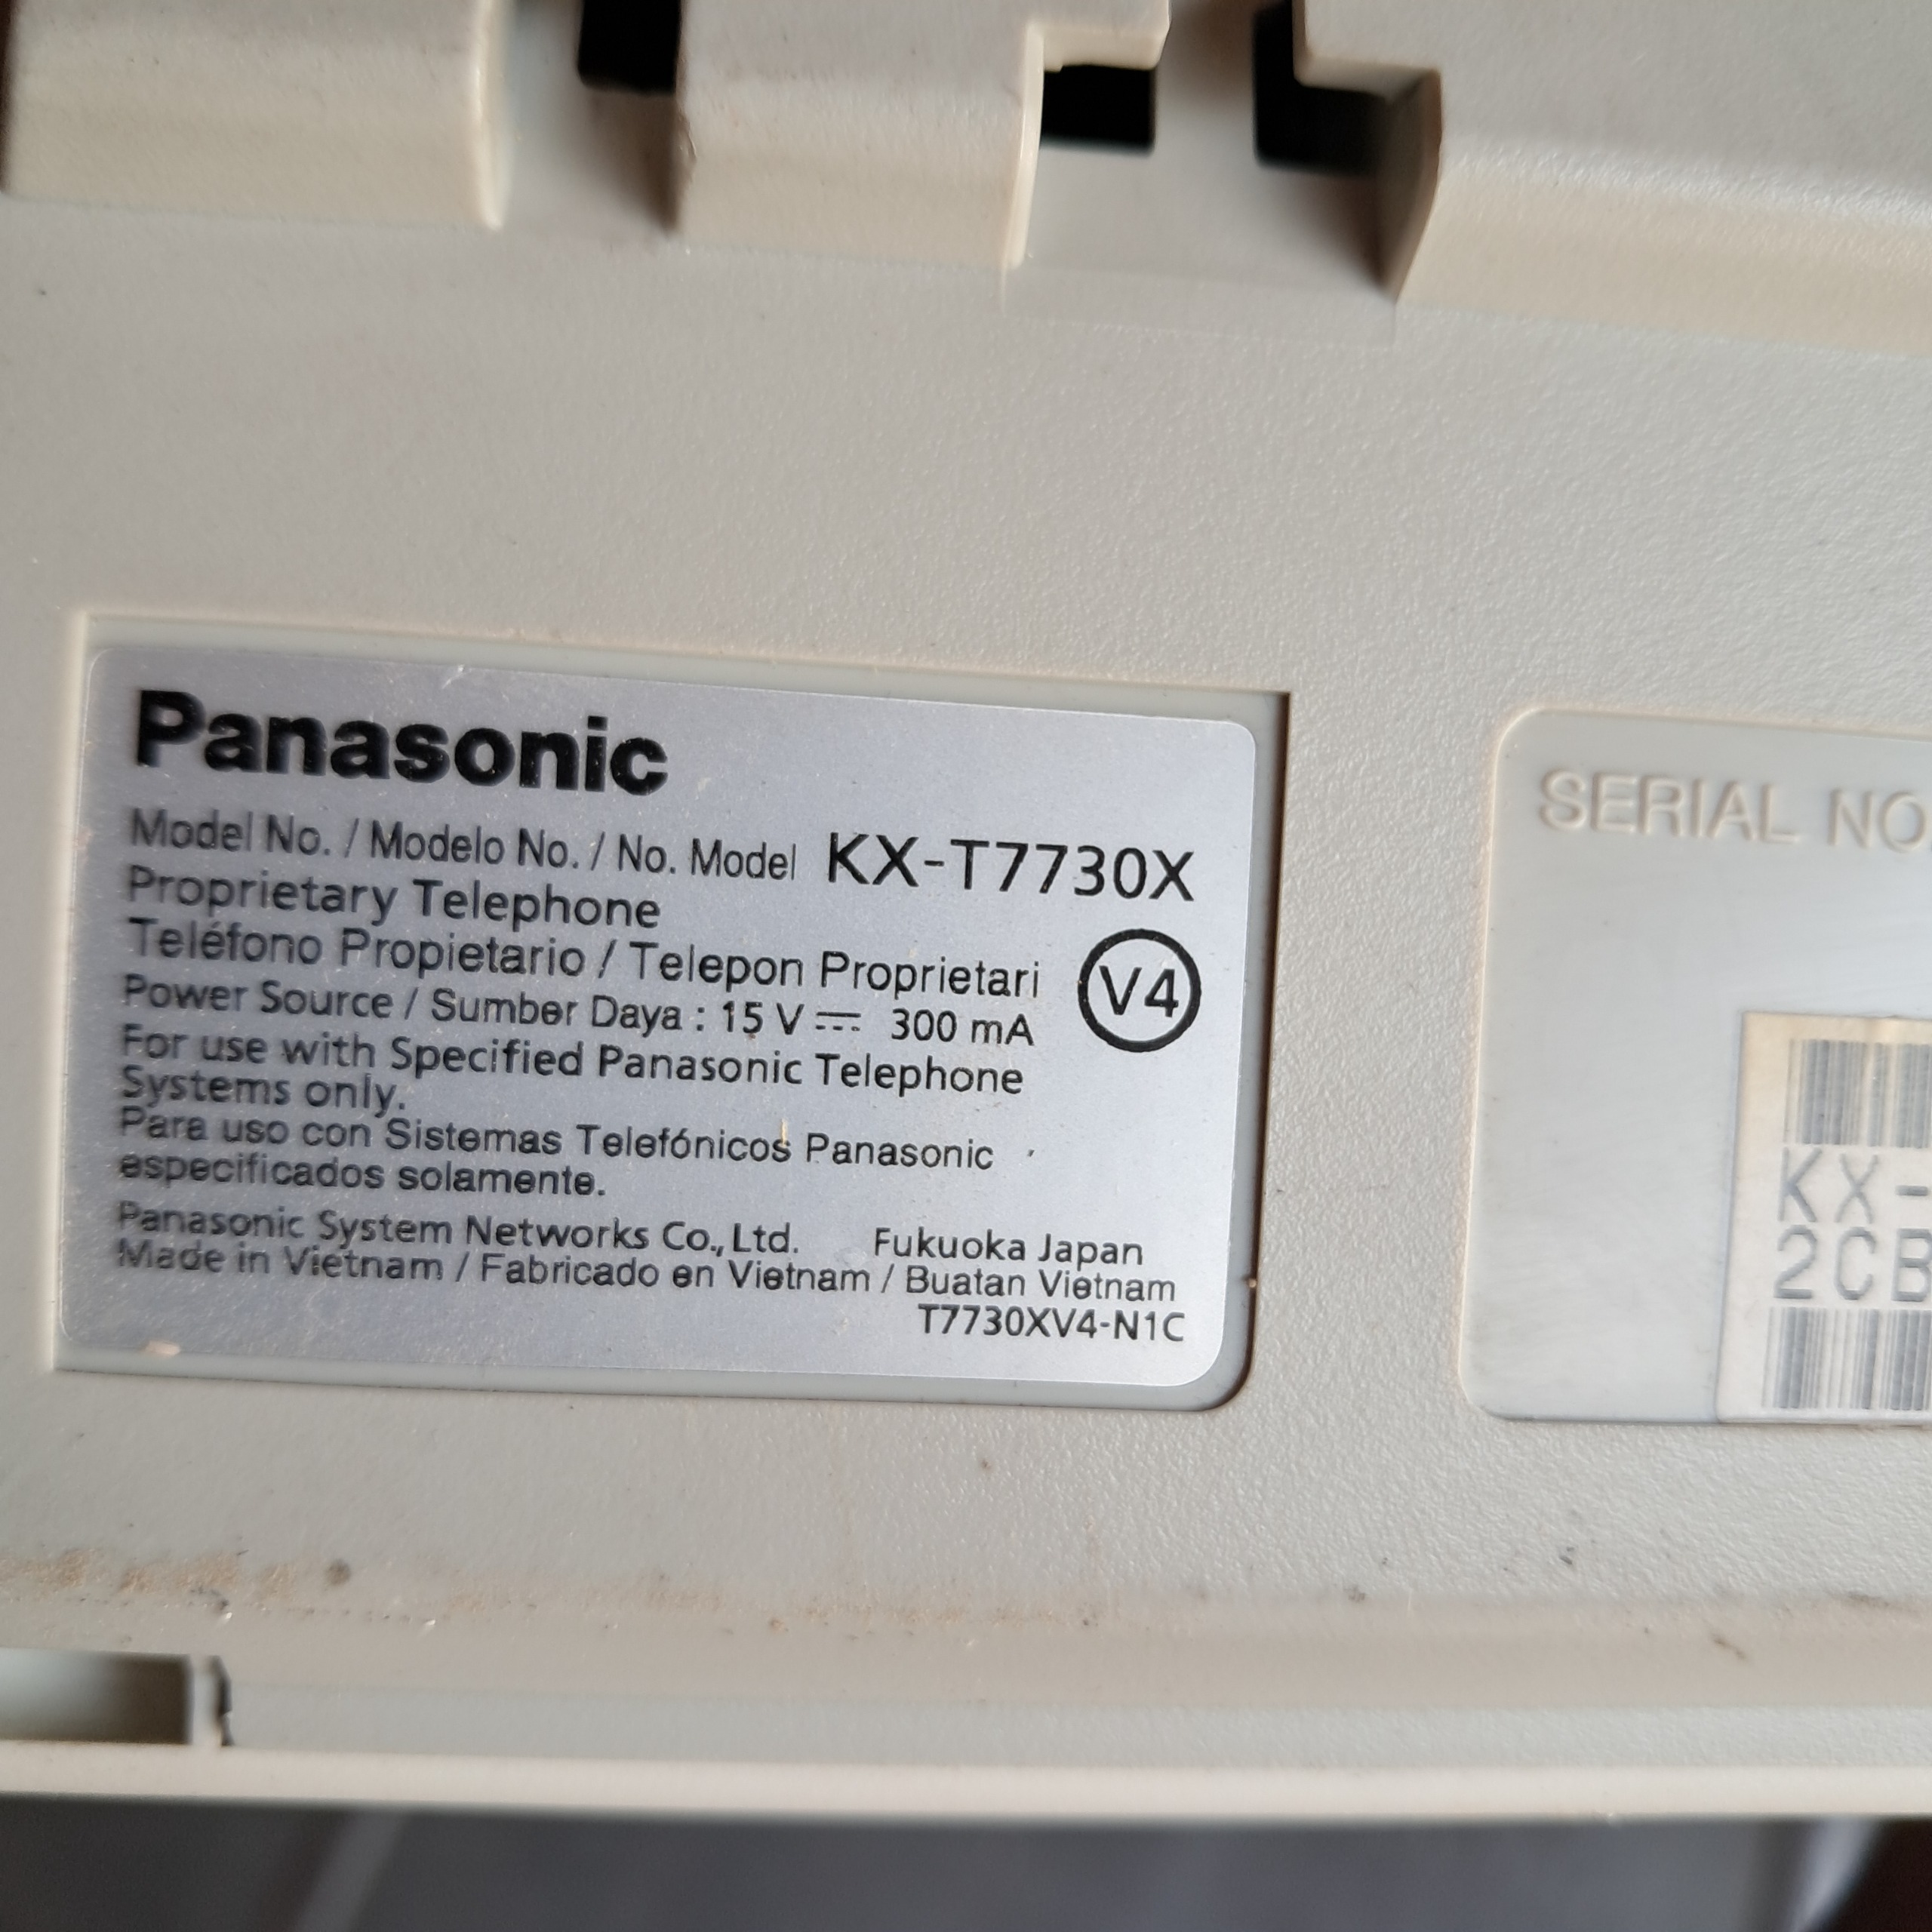 Panasonic
Model No. / Modelo No. / No. Model KX-T7730X
Proprietary Telephone
Teléfono Propietario / Telepon Proprietari
V4
Power Source / Sumber Daya : 15 V ⎓ 300 mA
For use with Specified Panasonic Telephone
Systems only.
Para uso con Sistemas Telefónicos Panasonic
especificados solamente.
Panasonic System Networks Co., Ltd. Fukuoka Japan
Made in Vietnam / Fabricado en Vietnam / Buatan Vietnam
T7730XV4-N1C
SERIAL NO.
KX-
2CB